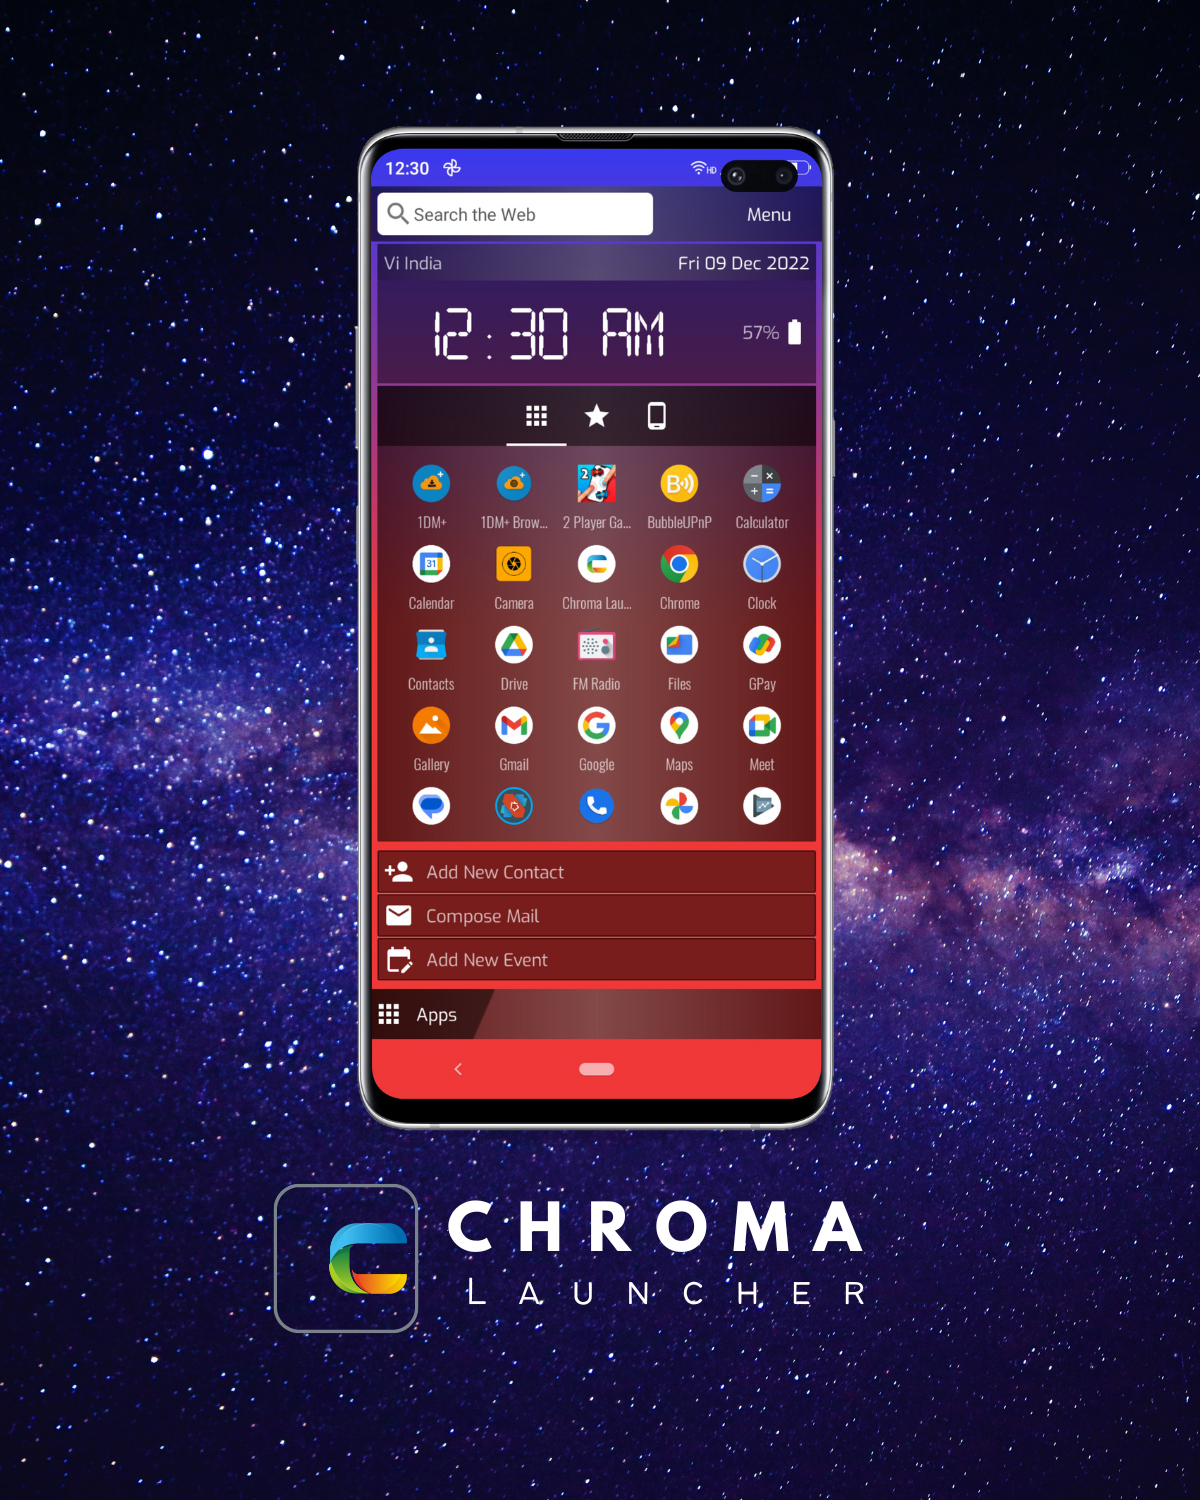 12:30 HD
Search the Web Menu
Vi India Fri 09 Dec 2022
12:30 AM 57%
1DM+ 1DM+ Brow... 2 Player Ga... BubbleUPnP Calculator
Calendar Camera Chroma Lau... Chrome Clock
Contacts Drive FM Radio Files GPay
Gallery Gmail Google Maps Meet
Add New Contact
Compose Mail
Add New Event
Apps
CHROMA
LAUNCHER